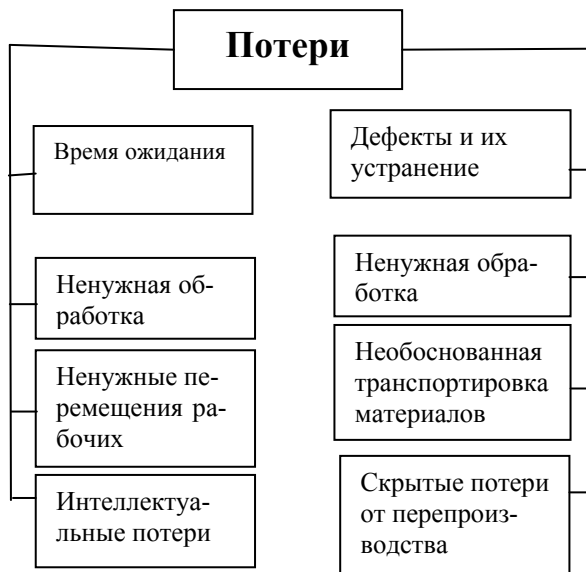 Потери
Время ожидания
Ненужная об-
работка
Ненужные пе-
ремещения ра-
бочих
Интеллектуа-
льные потери
Дефекты и их
устранение
Ненужная обра-
ботка
Необоснованная
транспортировка
материалов
Скрытые потери
от перепроиз-
водства